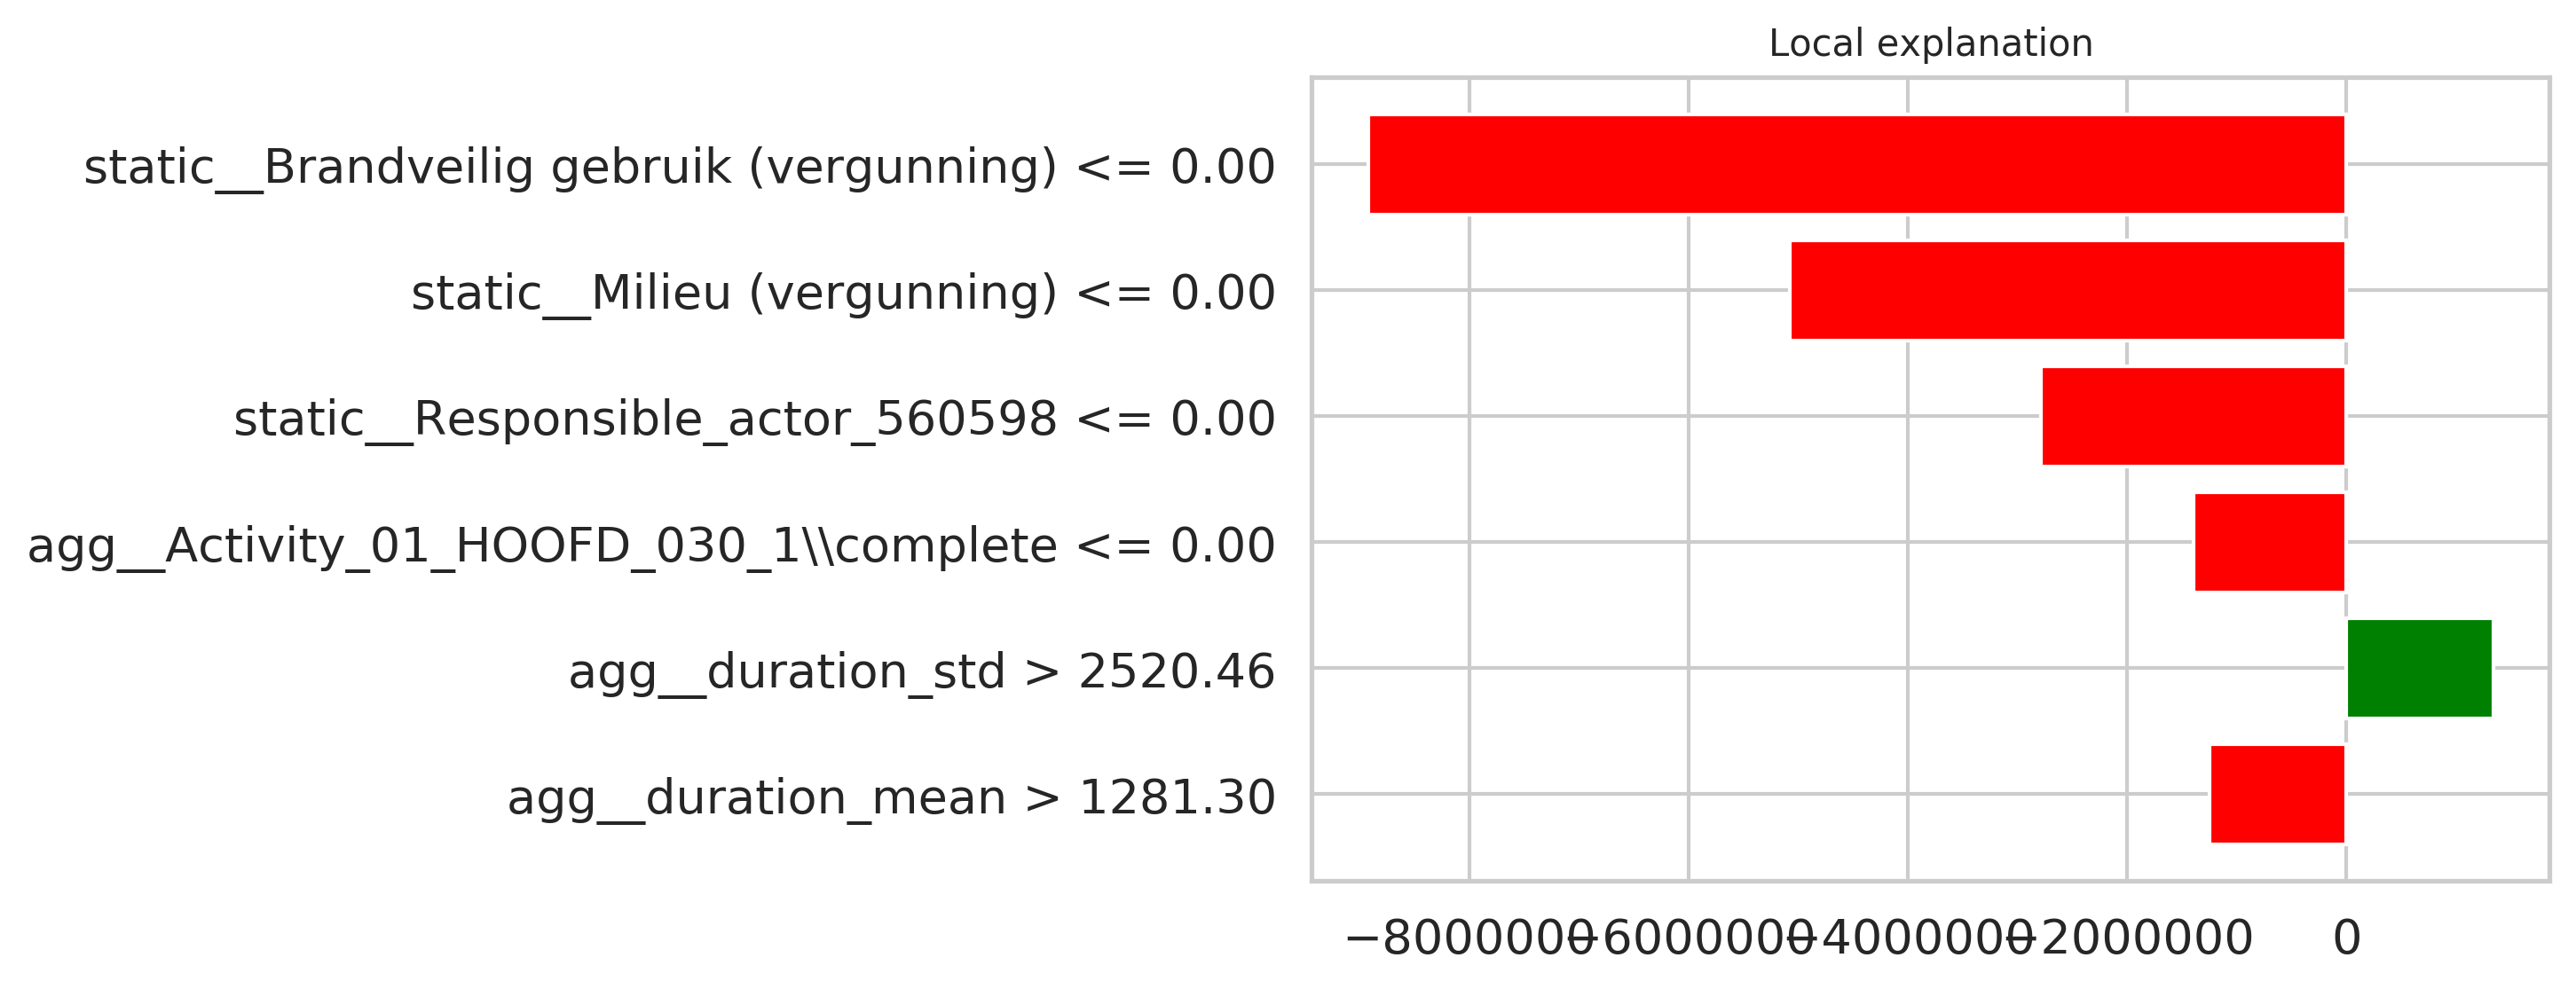 Local explanation
static__Brandveilig gebruik (vergunning) <= 0.00
static__Milieu (vergunning) <= 0.00
static__Responsible_actor_560598 <= 0.00
agg__Activity_01_HOOFD_030_1\\complete <= 0.00
agg__duration_std > 2520.46
agg__duration_mean > 1281.30
−8000000 −6000000 −4000000 −2000000 0